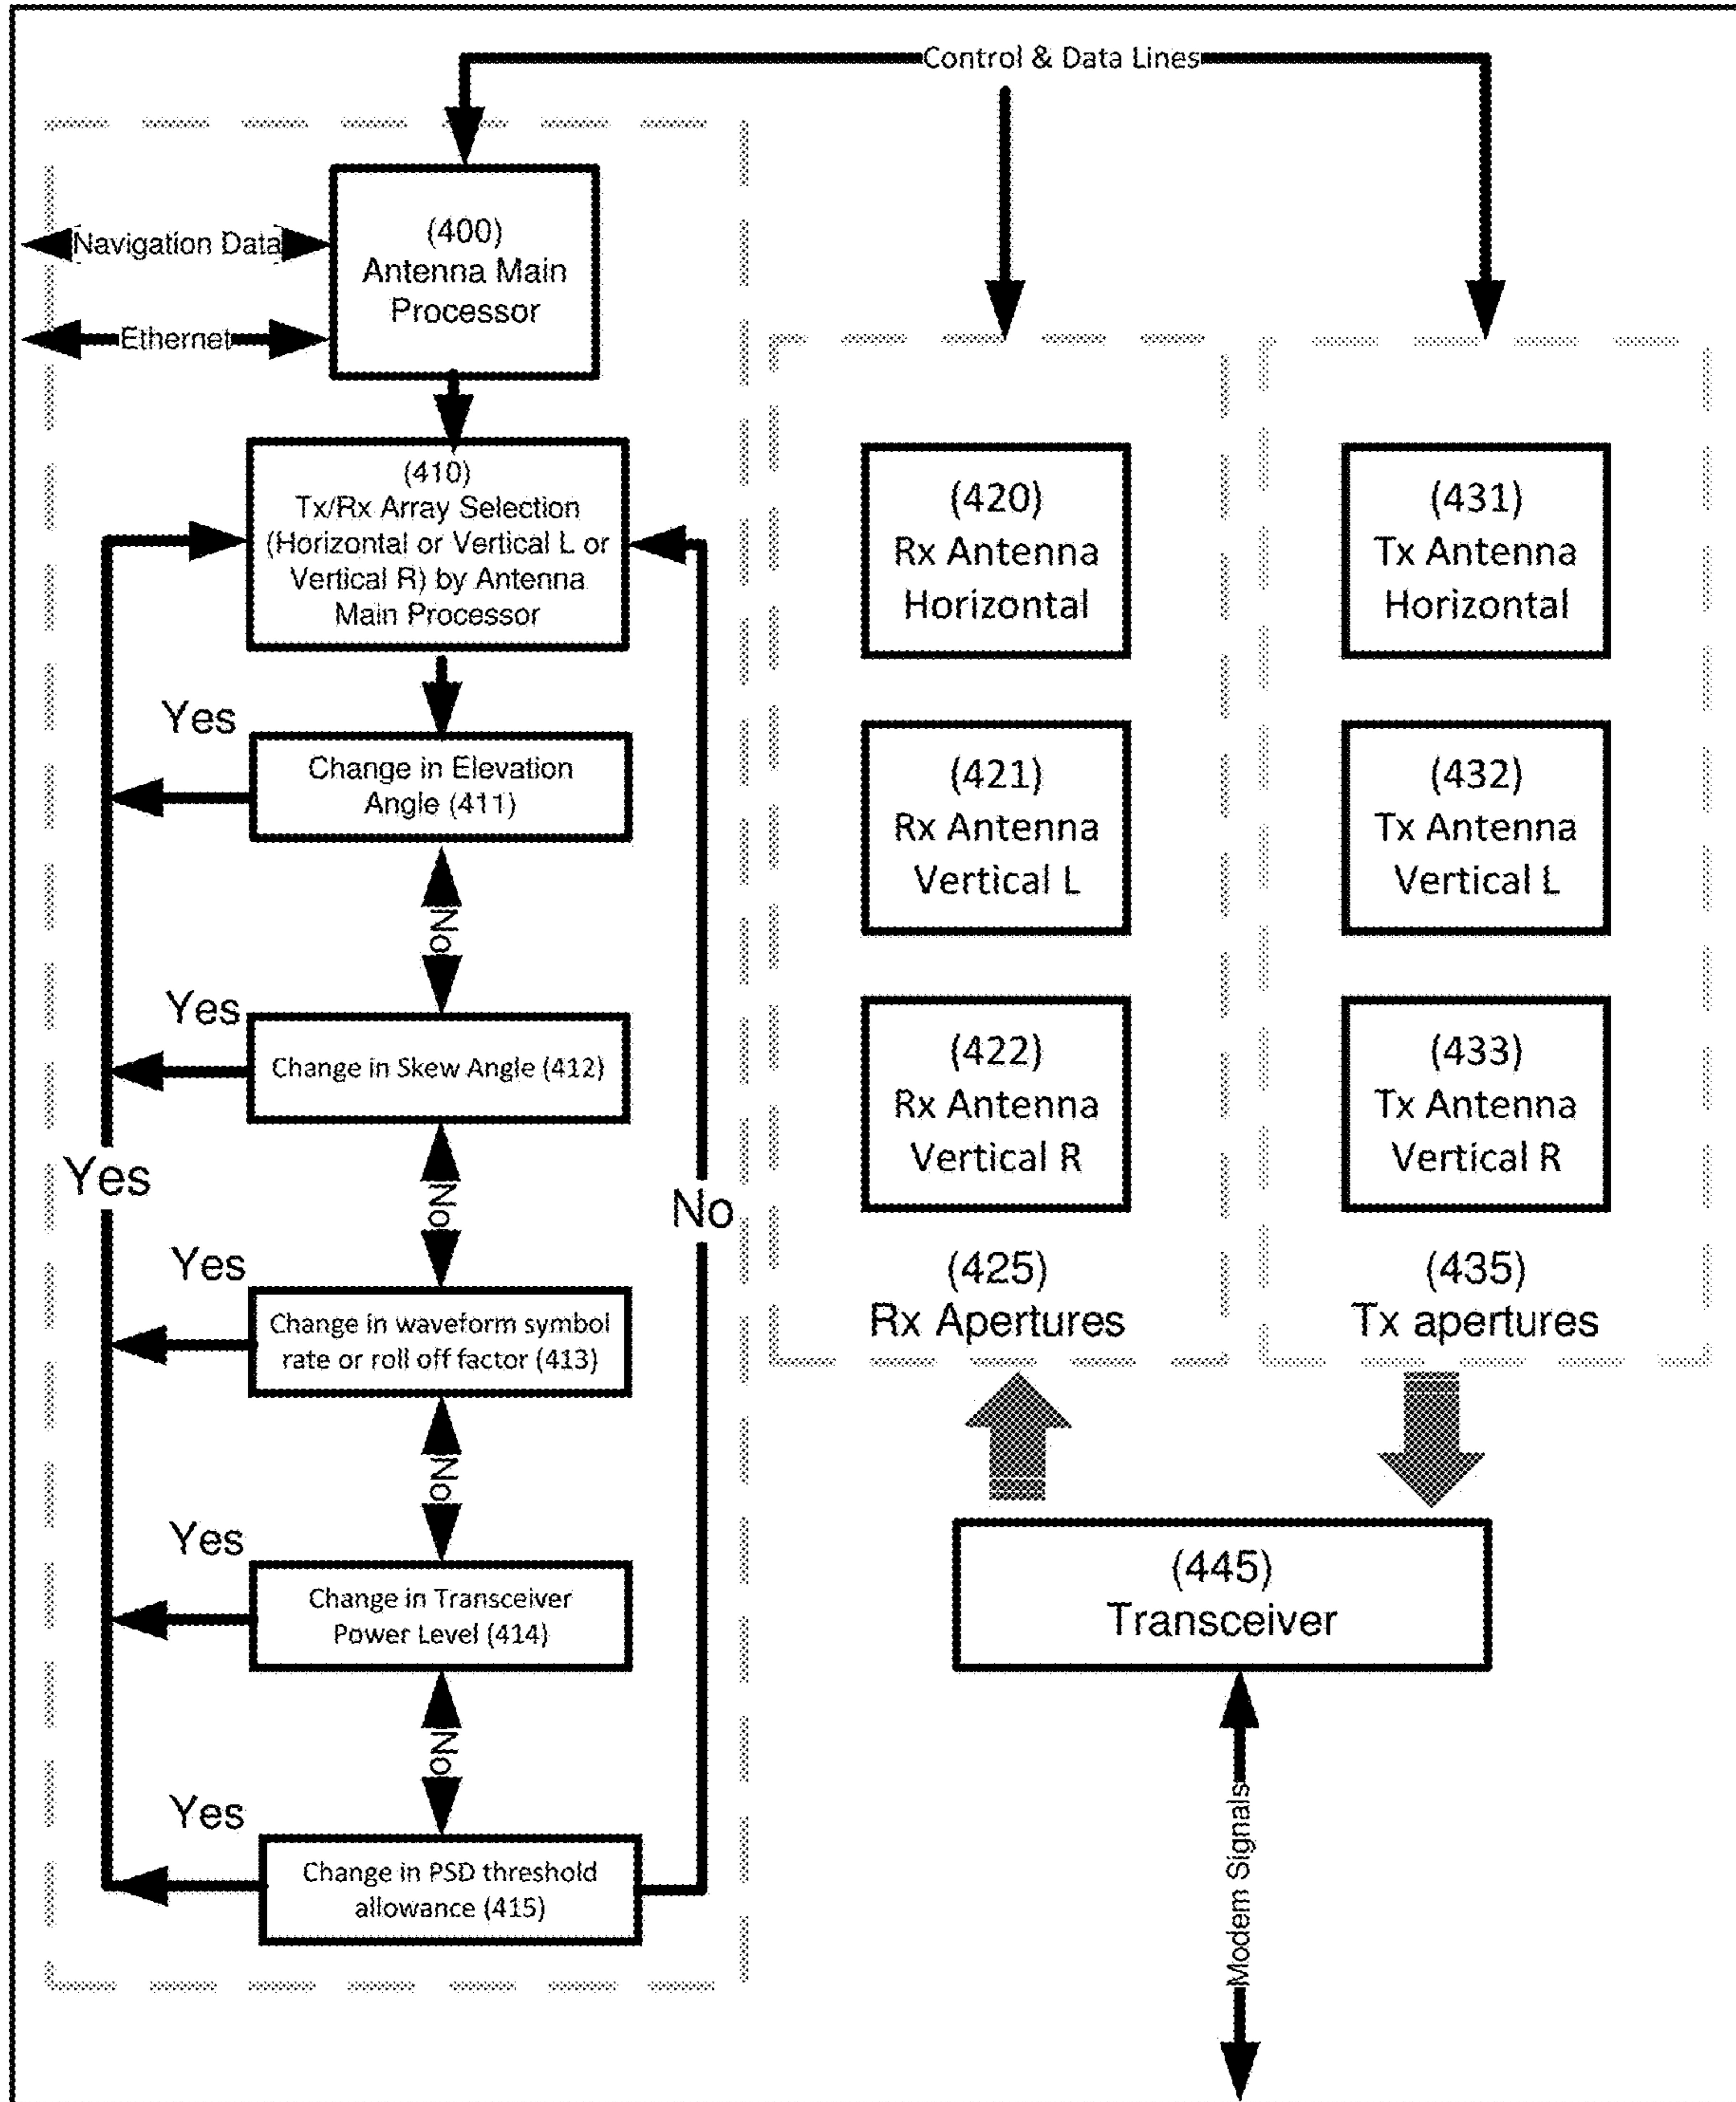 Control & Data Lines
Navigation Data
Ethernet
(400)
Antenna Main
Processor
(410)
Tx/Rx Array Selection
(Horizontal or Vertical L or
Vertical R) by Antenna
Main Processor
Yes
Change in Elevation
Angle (411)
No
Yes
Change in Skew Angle (412)
Yes
No
No
Yes
Change in waveform symbol
rate or roll off factor (413)
No
Yes
Change in Transceiver
Power Level (414)
No
Yes
Change in PSD threshold
allowance (415)
(420)
Rx Antenna
Horizontal
(421)
Rx Antenna
Vertical L
(422)
Rx Antenna
Vertical R
(425)
Rx Apertures
(431)
Tx Antenna
Horizontal
(432)
Tx Antenna
Vertical L
(433)
Tx Antenna
Vertical R
(435)
Tx apertures
(445)
Transceiver
Modem Signals